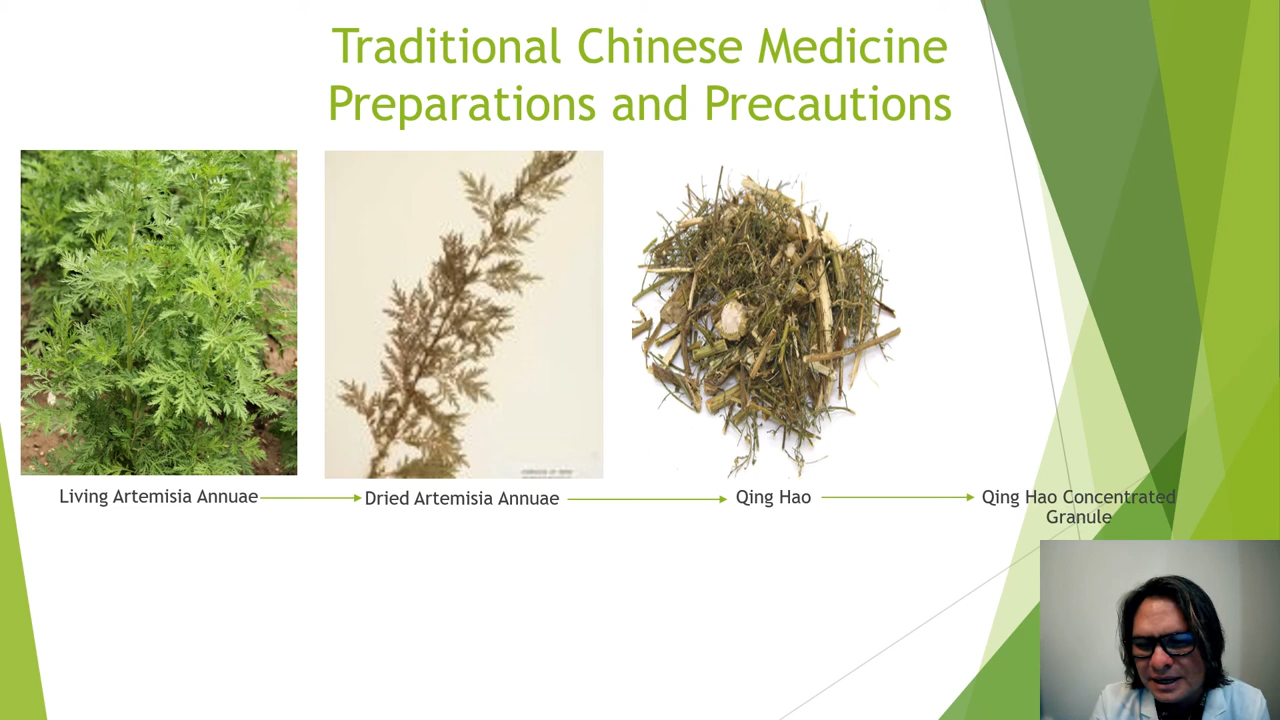 Traditional Chinese Medicine
Preparations and Precautions
Living Artemisia Annuae
Dried Artemisia Annuae
Qing Hao
Qing Hao Concentrated
Granule